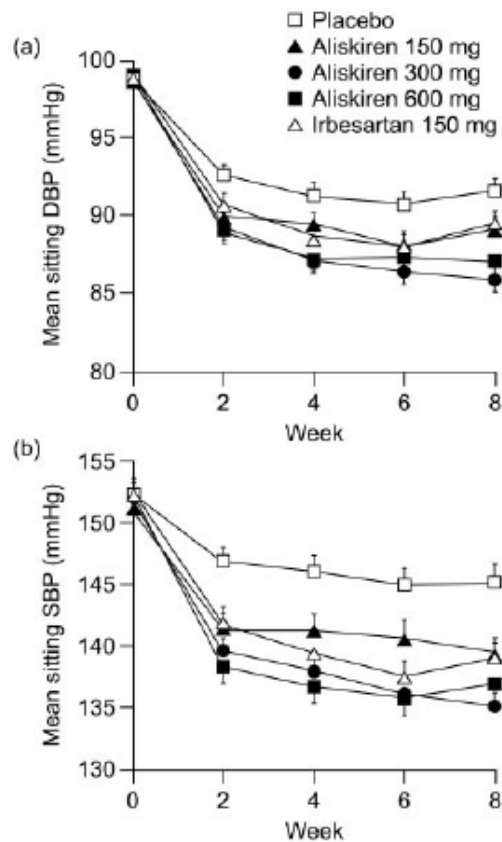 (a)
Placebo
Aliskiren 150 mg
Aliskiren 300 mg
Aliskiren 600 mg
Irbesartan 150 mg
Mean sitting DBP (mmHg)
100
95
90
85
80
0 2 4 6 8
Week
(b)
Mean sitting SBP (mmHg)
155
150
145
140
135
130
0 2 4 6 8
Week